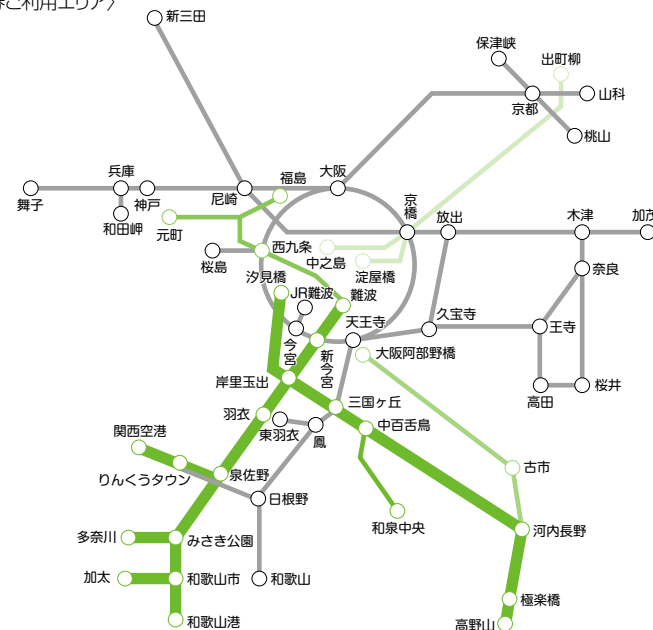 ご利用エリア〉
新三田
保津峡
出町柳
京都
山科
桃山
兵庫
神戸
尼崎
福島
大阪
舞子
和田岬
元町
京橋
放出
木津
加茂
桜島
西九条
中之島
淀屋橋
奈良
汐見橋
JR難波
難波
天王寺
久宝寺
王寺
今宮
新今宮
大阪阿部野橋
岸里玉出
高田
桜井
羽衣
東羽衣
三国ヶ丘
中百舌鳥
鳳
関西空港
りんくうタウン
泉佐野
日根野
古市
和泉中央
河内長野
多奈川
みさき公園
加太
和歌山市
和歌山
極楽橋
和歌山港
高野山